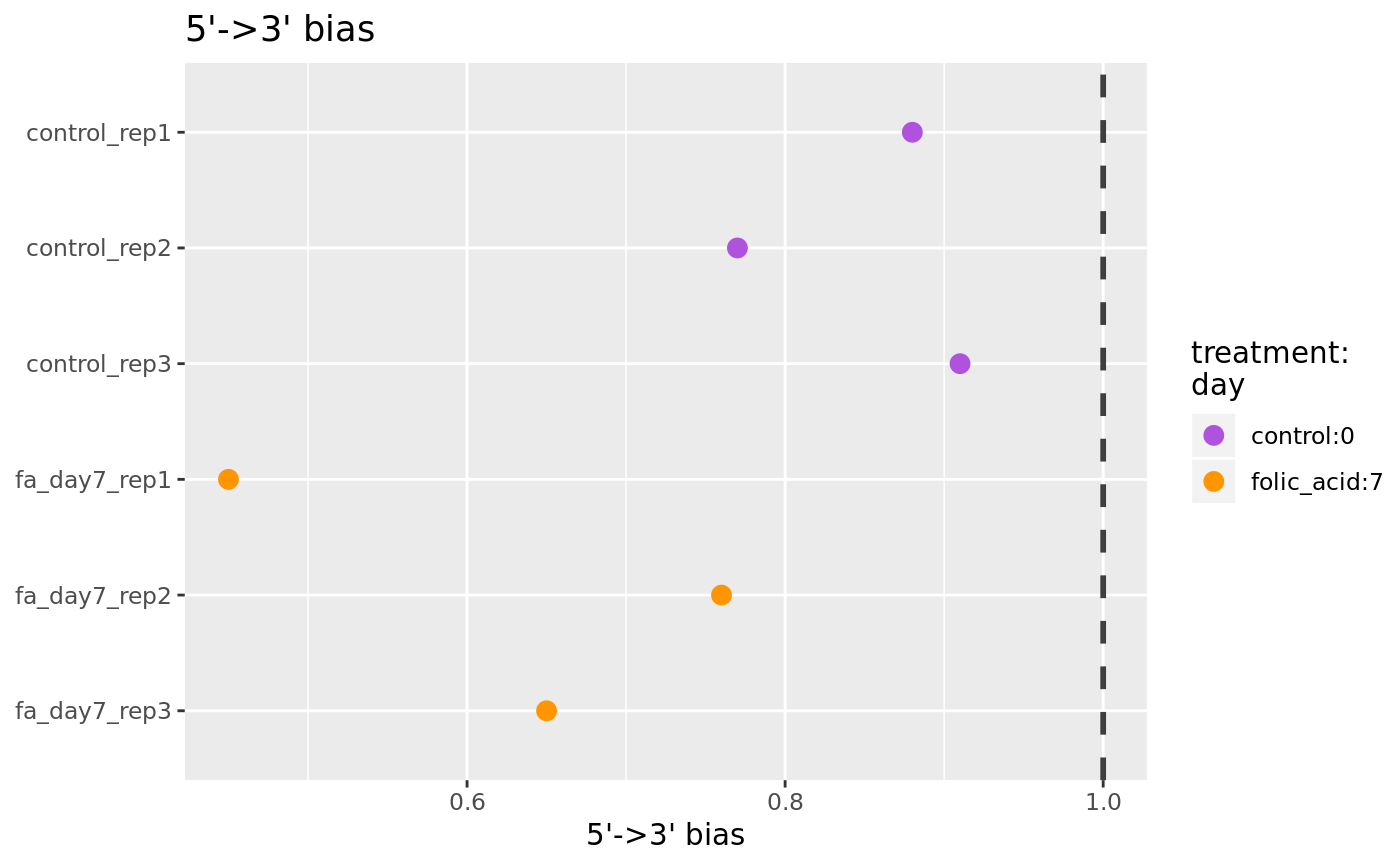 5'->3' bias
control_rep1
control_rep2
control_rep3
fa_day7_rep1
fa_day7_rep2
fa_day7_rep3
0.6
0.8
1.0
5'->3' bias
treatment:
day
control:0
folic_acid:7